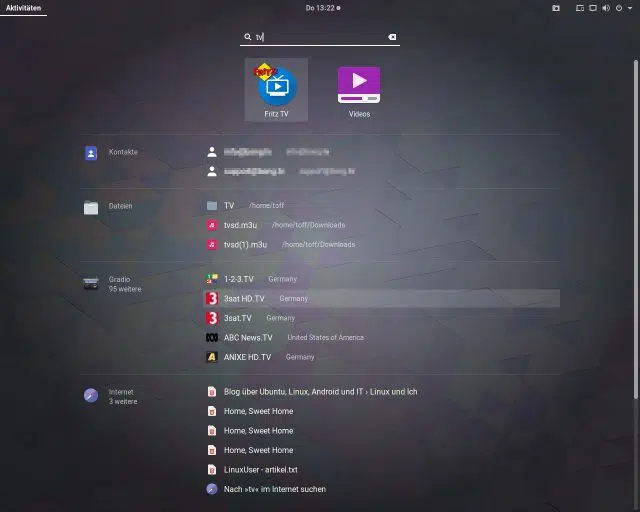 Aktivitäten
Do 13:22
tv
FRITZ!
Fritz TV
Videos
Kontakte
Dateien
TV /home/toff
tvsd.m3u /home/toff/Downloads
tvsd(1).m3u /home/toff/Downloads
Gradio
95 weitere
1-2-3.TV Germany
3sat HD.TV Germany
3sat.TV Germany
ABC News.TV United States of America
ANIXE HD.TV Germany
Internet
3 weitere
Blog über Ubuntu, Linux, Android und IT › Linux und Ich
Home, Sweet Home
Home, Sweet Home
Home, Sweet Home
LinuxUser - artikel.txt
Nach »tv« im Internet suchen